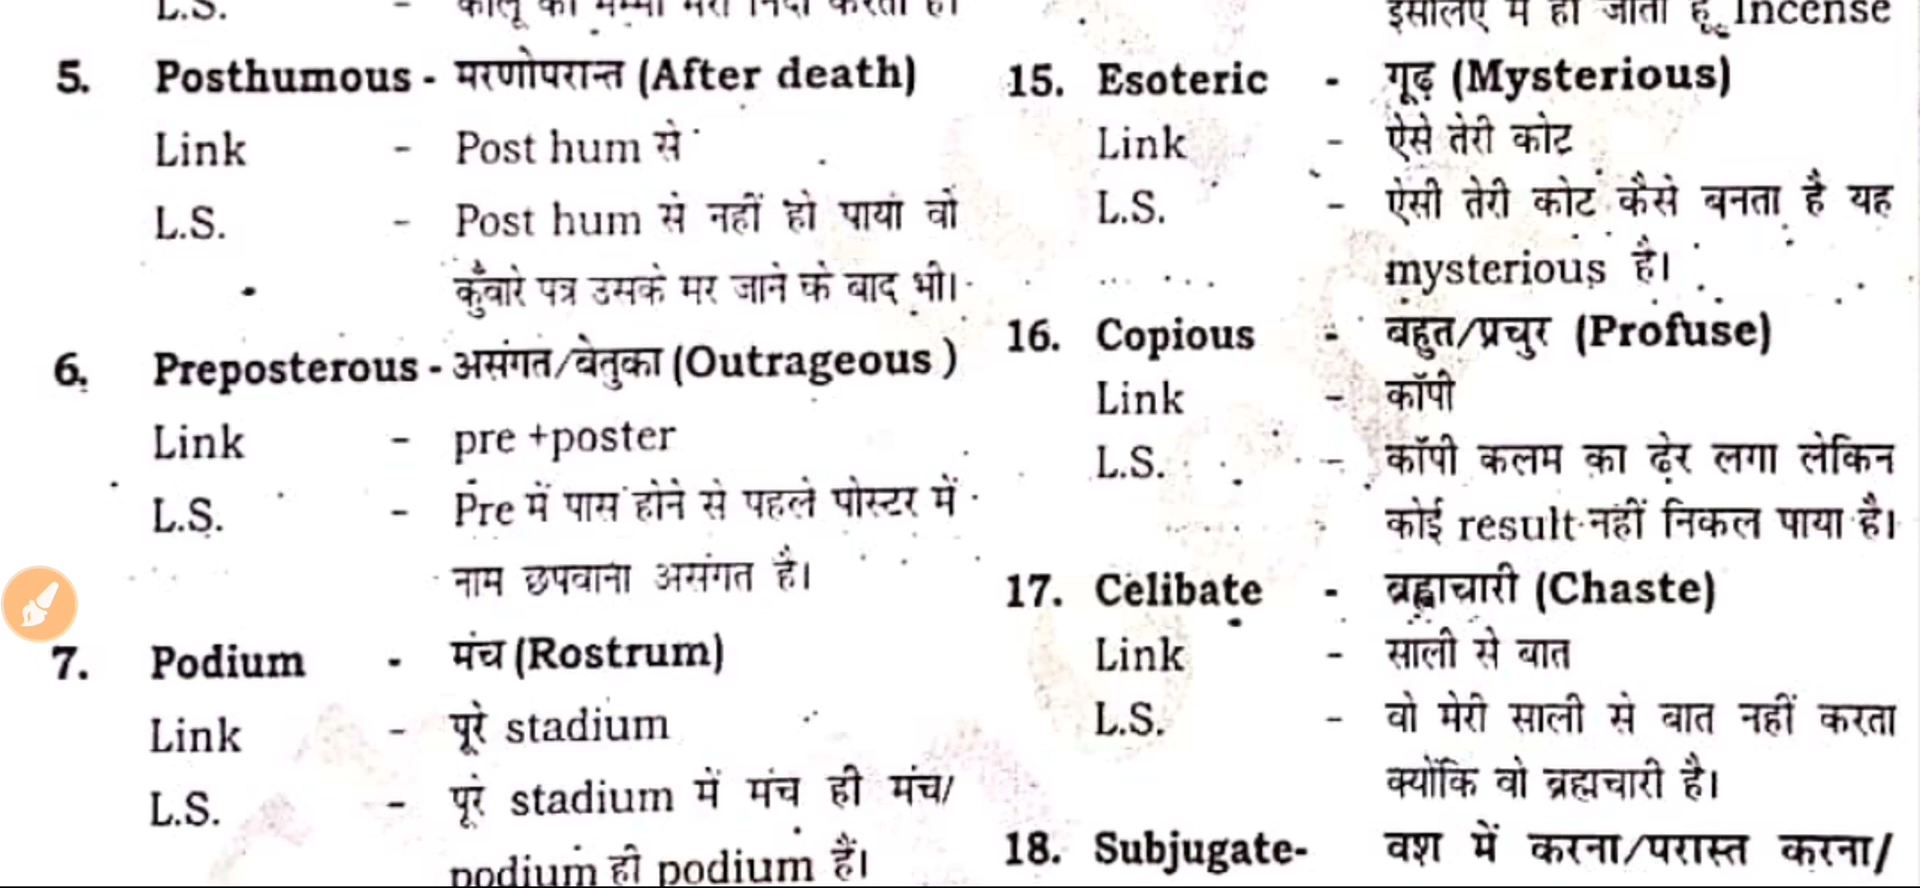 L.S. -
5. Posthumous - मरणोपरान्त (After death)
Link - Post hum से
L.S. - Post hum से नहीं हो पाया वो
कुँवारे पत्र उसके मर जाने के बाद भी।
6. Preposterous - असंगत/बेतुका (Outrageous )
Link - pre +poster
L.S. - Pre में पास होने से पहले पोस्टर में
नाम छपवाना असंगत है।
7. Podium - मंच (Rostrum)
Link - पूरे stadium
L.S. - पूरे stadium में मंच ही मंच/
podium ही podium हैं।
इसलिए मैं ही जाता हूँ Incense
15. Esoteric - गूढ़ (Mysterious)
Link - ऐसे तेरी कोट
L.S. - ऐसी तेरी कोट कैसे बनता है यह
mysterious है।
16. Copious - बहुत/प्रचुर (Profuse)
Link - कॉपी
L.S. - कॉपी कलम का ढ़ेर लगा लेकिन
कोई result नहीं निकल पाया है।
17. Celibate - ब्रह्मचारी (Chaste)
Link - साली से बात
L.S. - वो मेरी साली से बात नहीं करता
क्योंकि वो ब्रह्मचारी है।
18. Subjugate- वश में करना/परास्त करना/